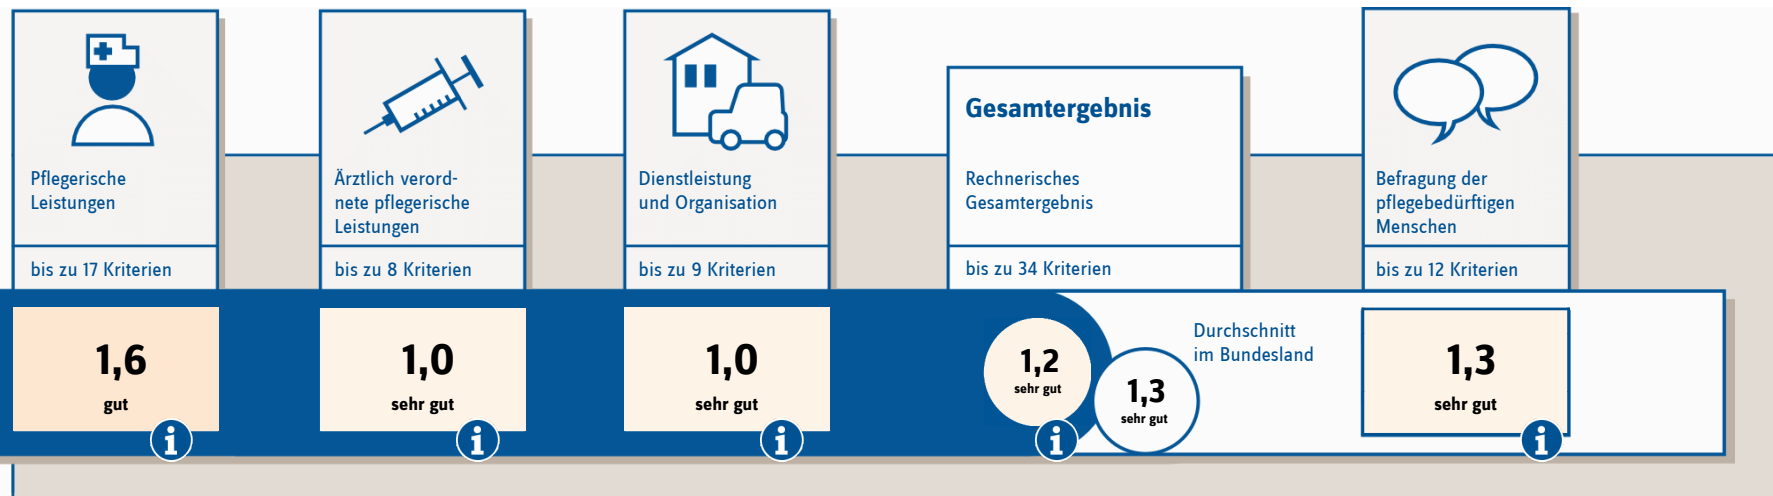 Pflegerische
Leistungen
bis zu 17 Kriterien
1,6
gut
Ärztlich verord-
nete pflegerische
Leistungen
bis zu 8 Kriterien
1,0
sehr gut
Dienstleistung
und Organisation
bis zu 9 Kriterien
1,0
sehr gut
Gesamtergebnis
Rechnerisches
Gesamtergebnis
bis zu 34 Kriterien
1,2
sehr gut
Durchschnitt
im Bundesland
1,3
sehr gut
Befragung der
pflegebedürftigen
Menschen
bis zu 12 Kriterien
1,3
sehr gut